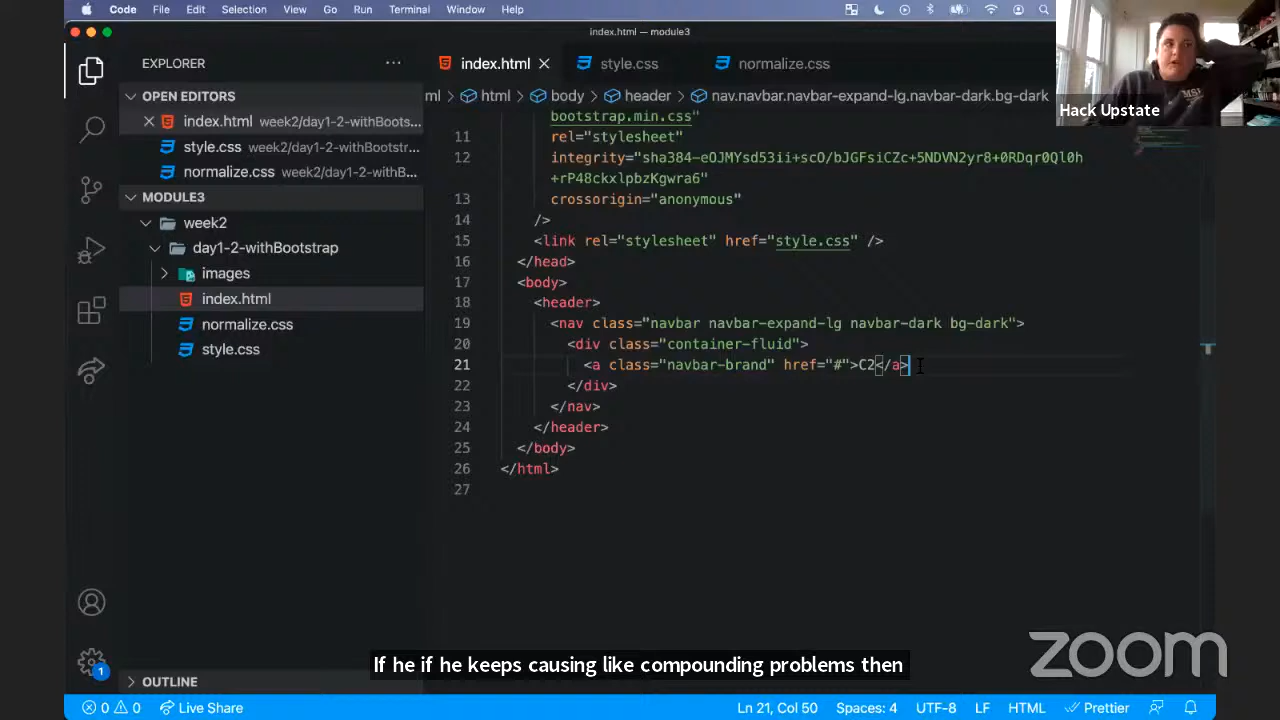 Code File Edit Selection View Go Run Terminal Window Help
index.html — module3
EXPLORER
OPEN EDITORS
index.html week2/day1-2-withBoots...
style.css week2/day1-2-withBootstr...
normalize.css week2/day1-2-withB...
MODULE3
week2
day1-2-withBootstrap
images
index.html
normalize.css
style.css
OUTLINE
index.html style.css normalize.css
ml > html > body > header > nav.navbar.navbar-expand-lg.navbar-dark.bg-dark
bootstrap.min.css"
11 rel="stylesheet"
12 integrity="sha384-eOJMYsd53ii+scO/bJGFsiCZc+5NDVN2yr8+0RDqr0Ql0h
+rP48ckxlpbzKgwra6"
13 crossorigin="anonymous"
14 />
15 <link rel="stylesheet" href="style.css" />
16 </head>
17 <body>
18 <header>
19 <nav class="navbar navbar-expand-lg navbar-dark bg-dark">
20 <div class="container-fluid">
21 <a class="navbar-brand" href="#">C2</a>
22 </div>
23 </nav>
24 </header>
25 </body>
26 </html>
27
Hack Upstate
MSI
zoom
If he if he keeps causing like compounding problems then
1
0 0 Live Share
Ln 21, Col 50 Spaces: 4 UTF-8 LF HTML Prettier